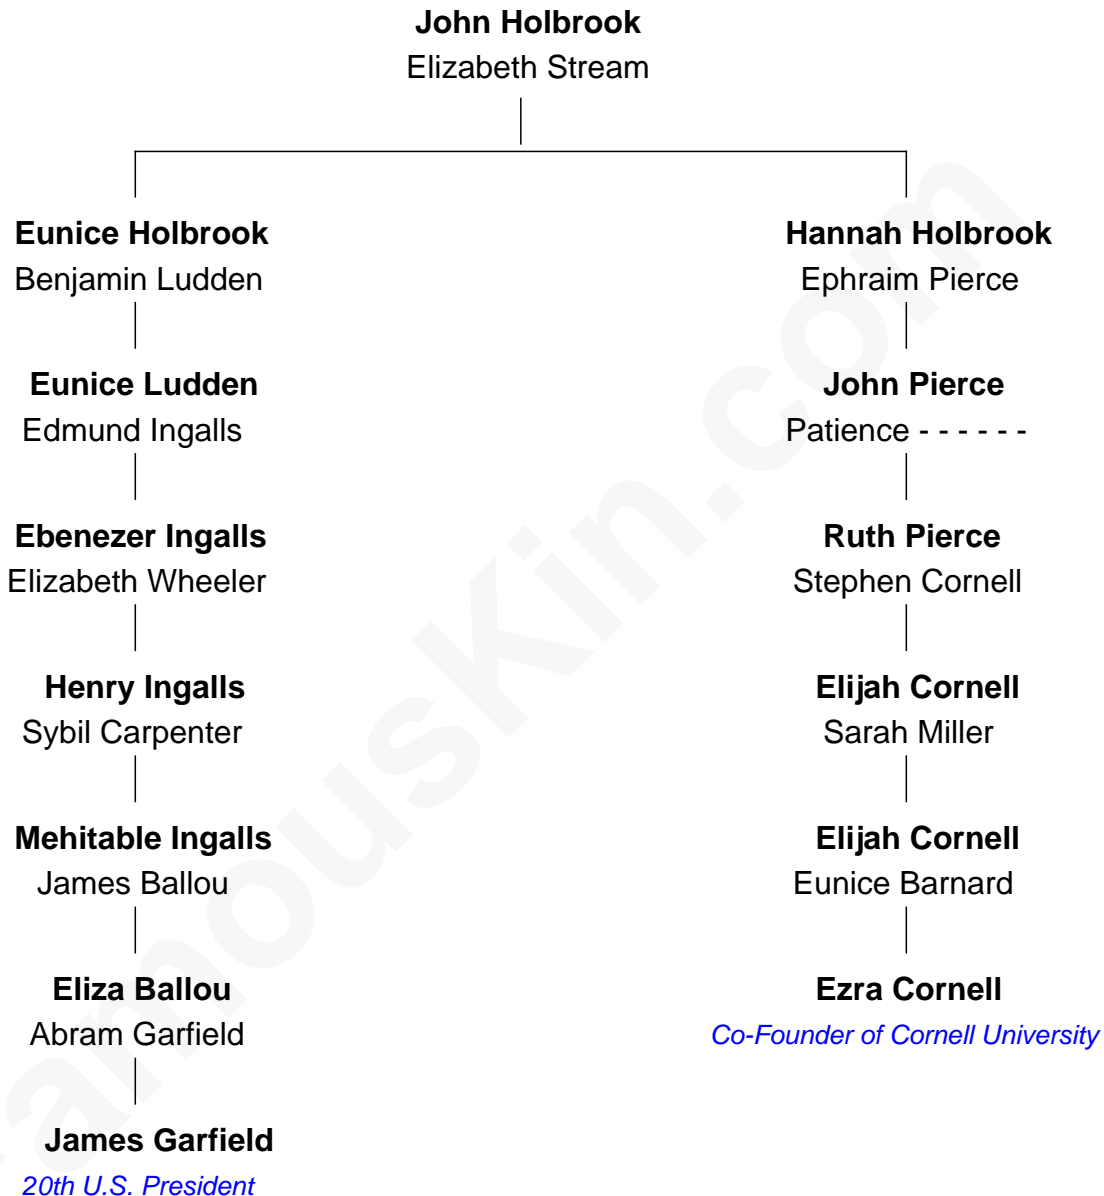 John Holbrook
Elizabeth Stream
Eunice Holbrook
Benjamin Ludden
Hannah Holbrook
Ephraim Pierce
Eunice Ludden
Edmund Ingalls
John Pierce
Patience - - - - - -
Ebenezer Ingalls
Elizabeth Wheeler
Ruth Pierce
Stephen Cornell
Henry Ingalls
Sybil Carpenter
Elijah Cornell
Sarah Miller
Mehitable Ingalls
James Ballou
Elijah Cornell
Eunice Barnard
Eliza Ballou
Abram Garfield
Ezra Cornell
Co-Founder of Cornell University
James Garfield
20th U.S. President
FamousKin.com